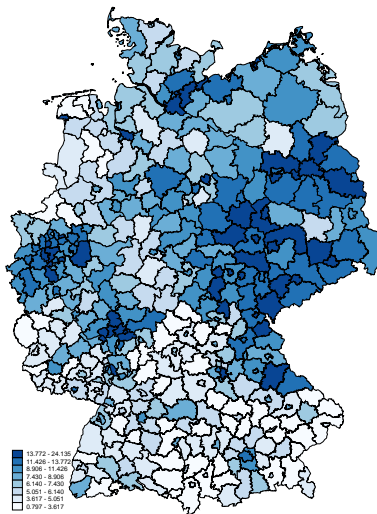 13.772 - 24.135
11.426 - 13.772
8.906 - 11.426
7.430 - 8.906
6.140 - 7.430
5.051 - 6.140
3.617 - 5.051
0.797 - 3.617